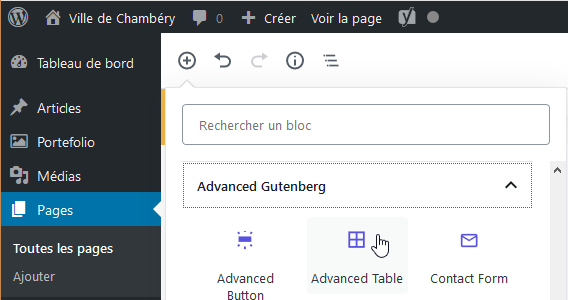 Ville de Chambéry 0 Créer Voir la page
Tableau de bord
Articles
Portefolio
Médias
Pages
Toutes les pages
Ajouter
Rechercher un bloc
Advanced Gutenberg
Advanced
Button
Advanced Table
Contact Form